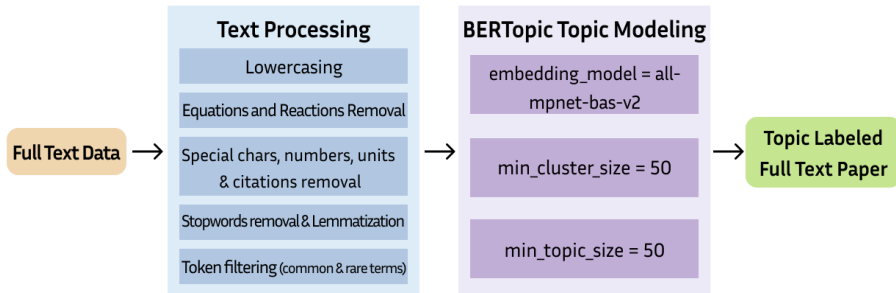 Full Text Data
Text Processing
Lowercasing
Equations and Reactions Removal
Special chars, numbers, units
& citations removal
Stopwords removal & Lemmatization
Token filtering (common & rare terms)
BERTopic Topic Modeling
embedding_model = all-
mpnet-bas-v2
min_cluster_size = 50
min_topic_size = 50
Topic Labeled
Full Text Paper